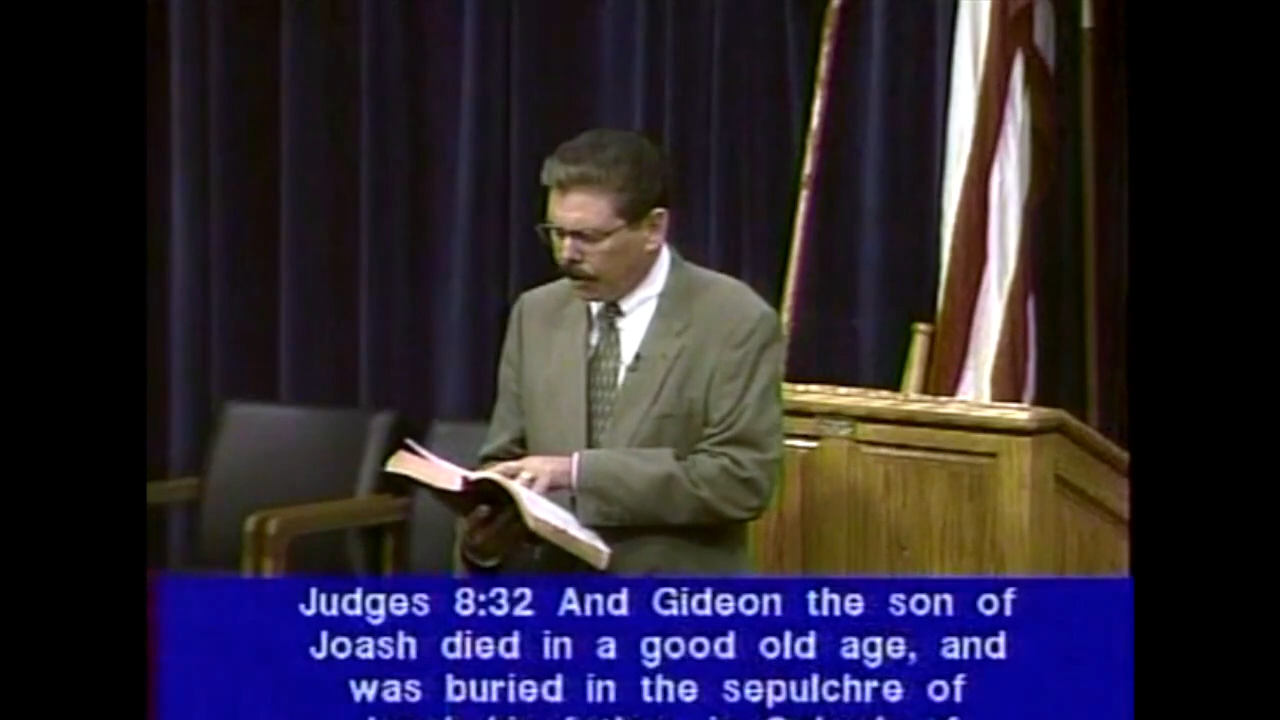 Judges 8:32 And Gideon the son of
Joash died in a good old age, and
was buried in the sepulchre of